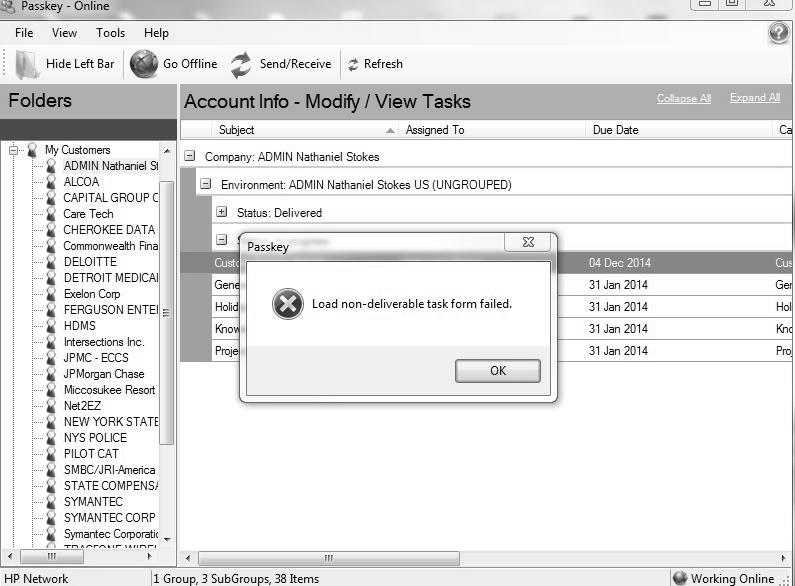 Passkey - Online
File View Tools Help
Hide Left Bar Go Offline Send/Receive Refresh
Folders
Account Info - Modify / View Tasks
Collapse All Expand All
Subject Assigned To Due Date Ca
My Customers
ADMIN Nathaniel St
ALCOA
CAPITAL GROUP C
Care Tech
CHEROKEE DATA
Commonwealth Fina
DELOITTE
DETROIT MEDICAL
Exelon Corp
FERGUSON ENTE
HDMS
Intersections Inc.
JPMC - ECCS
JPMorgan Chase
Miccosukee Resort
Net2EZ
NEW YORK STATE
NYS POLICE
PILOT CAT
SMBC/JRI-America
STATE COMPENSA
SYMANTEC
SYMANTEC CORP
Symantec Corporatio
Company: ADMIN Nathaniel Stokes
Environment: ADMIN Nathaniel Stokes US (UNGROUPED)
Status: Delivered
Custo 04 Dec 2014 Cus
Gene 31 Jan 2014 Ger
Holid 31 Jan 2014 Hol
Know 31 Jan 2014 Kno
Proje 31 Jan 2014 Proj
Passkey
Load non-deliverable task form failed.
OK
HP Network
1 Group, 3 SubGroups, 38 Items
Working Online